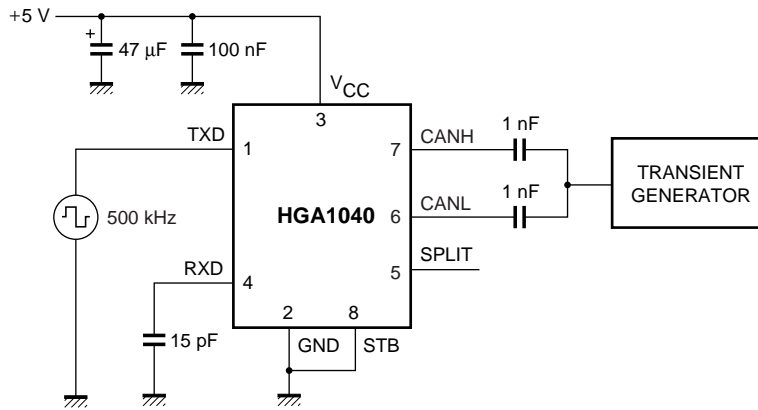 +5 V
+
47 μF
100 nF
VCC
3
TXD
1
7
CANH
1 nF
TRANSIENT
GENERATOR
500 kHz
HGA1040
6
CANL
1 nF
RXD
4
5
SPLIT
15 pF
2
8
GND
STB